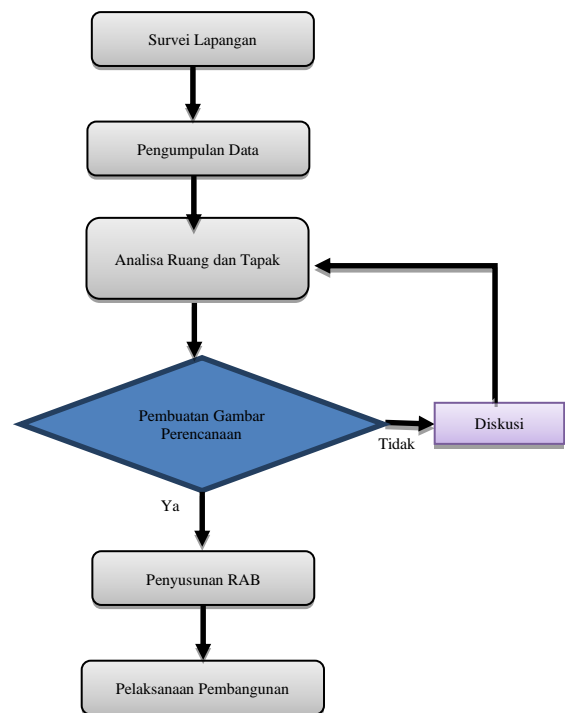 Survei Lapangan
Pengumpulan Data
Analisa Ruang dan Tapak
Pembuatan Gambar
Perencanaan
Diskusi
Tidak
Ya
Penyusunan RAB
Pelaksanaan Pembangunan